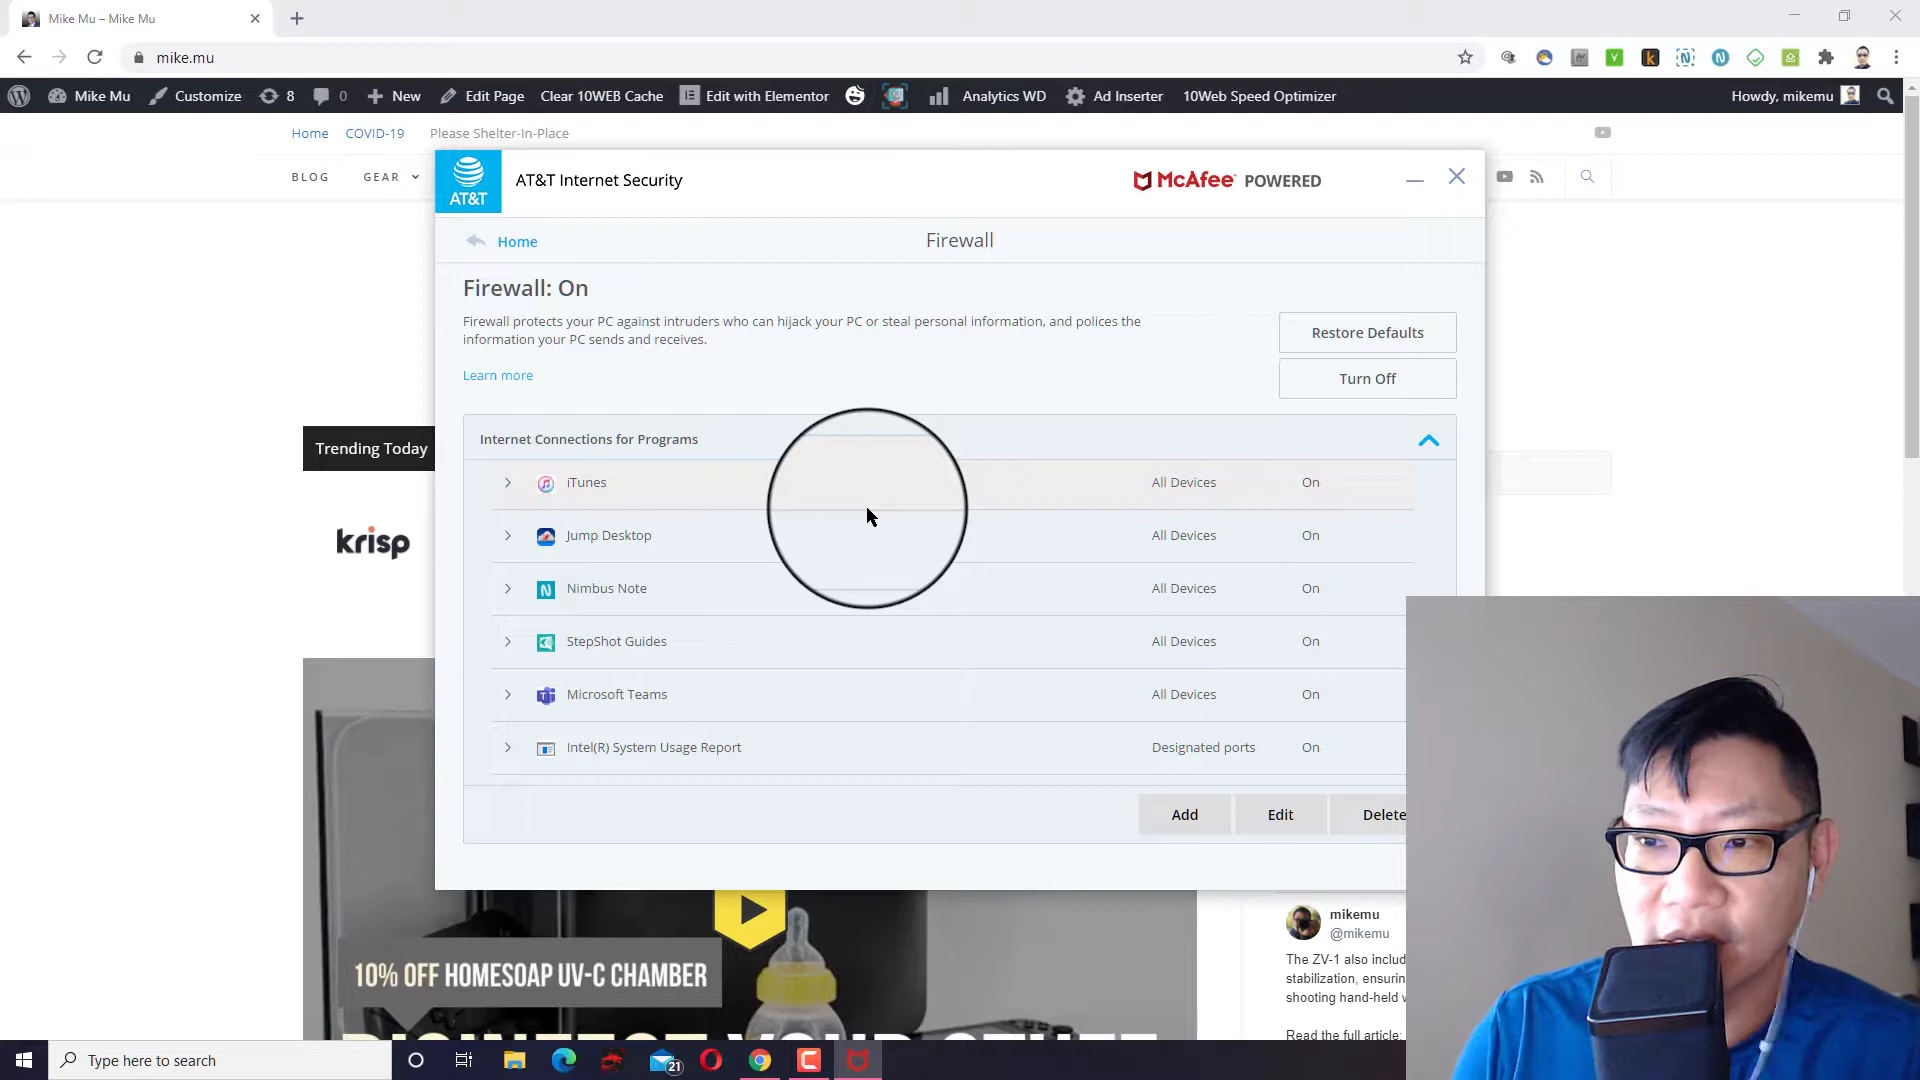 Mike Mu – Mike Mu
mike.mu
Mike Mu
Customize
8
0
New
Edit Page
Clear 10WEB Cache
Edit with Elementor
Analytics WD
Ad Inserter
10Web Speed Optimizer
Howdy, mikemu
Home
COVID-19
Please Shelter-In-Place
BLOG
GEAR
AT&T
AT&T Internet Security
McAfee POWERED
Home
Firewall
Firewall: On
Firewall protects your PC against intruders who can hijack your PC or steal personal information, and polices the
information your PC sends and receives.
Learn more
Restore Defaults
Turn Off
Internet Connections for Programs
iTunes All Devices On
Jump Desktop All Devices On
Nimbus Note All Devices On
StepShot Guides All Devices On
Microsoft Teams All Devices On
Intel(R) System Usage Report Designated ports On
Add
Edit
Delete
Trending Today
krisp
10% OFF HOMESOAP UV-C CHAMBER
mikemu
@mikemu
The ZV-1 also includ
stabilization, ensurin
shooting hand-held
Read the full article:
Type here to search
21